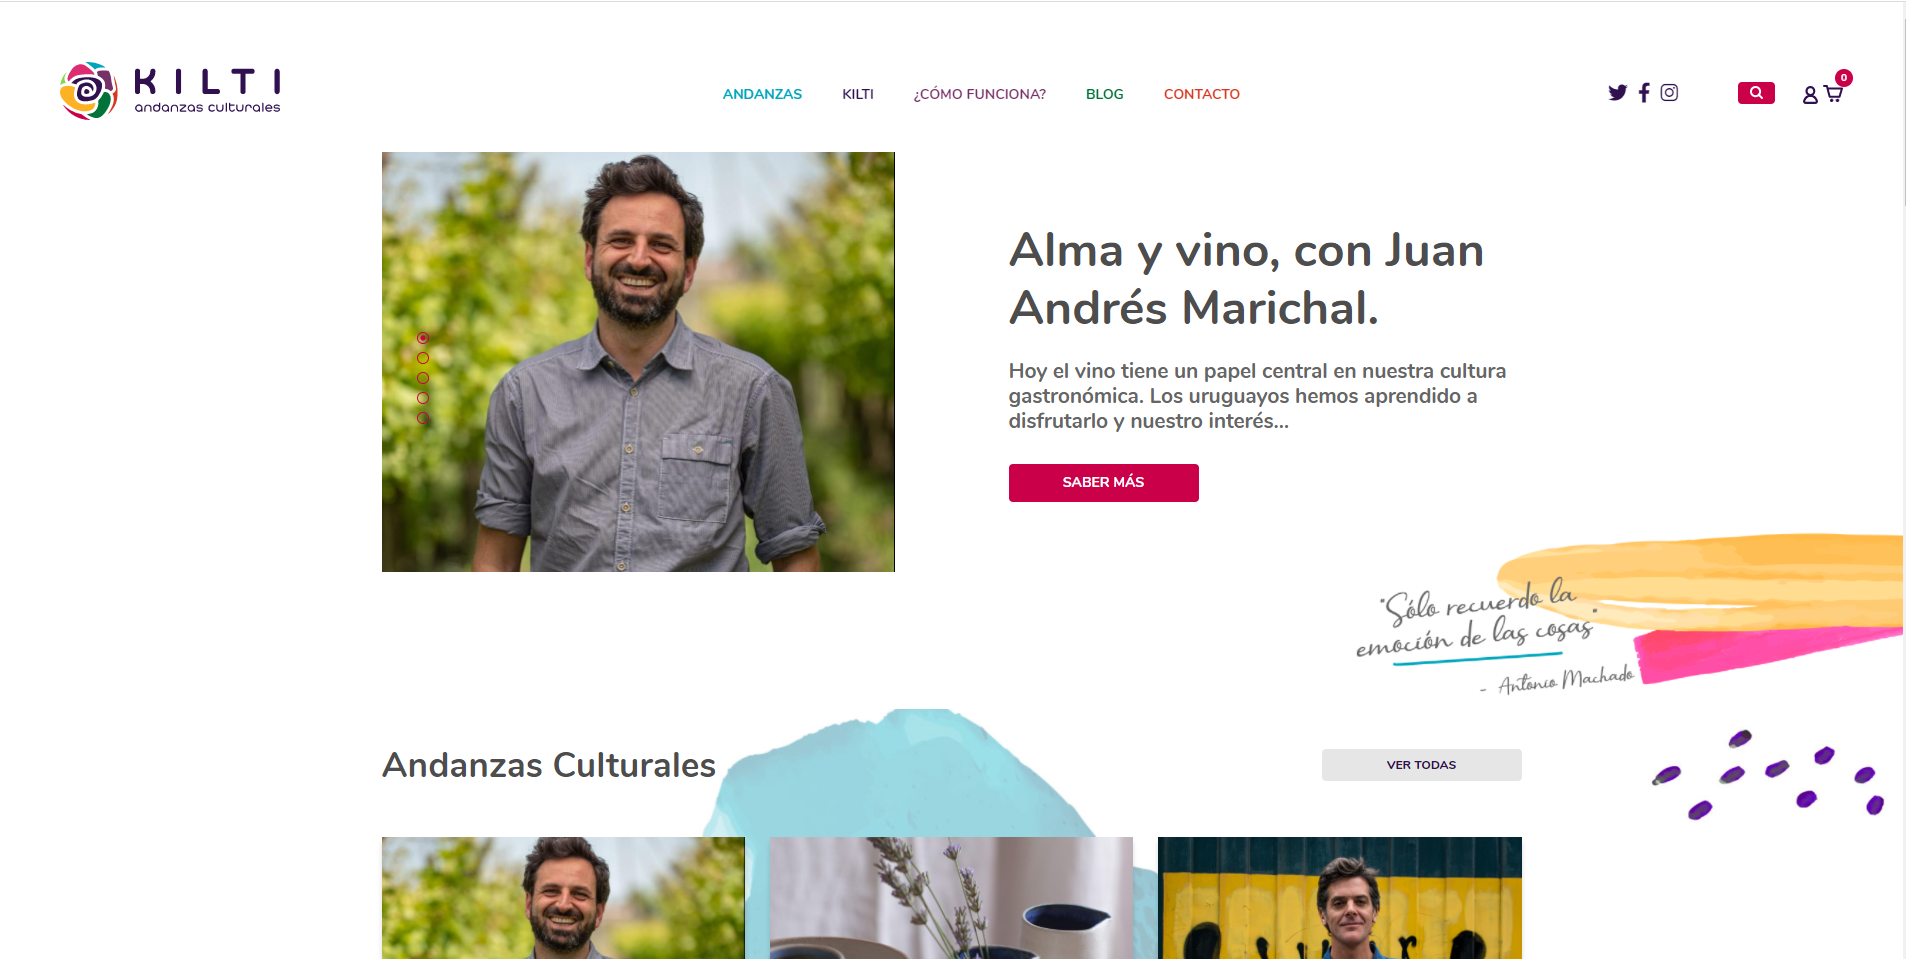 KILTI
andanzas culturales
ANDANZAS
KILTI
¿CÓMO FUNCIONA?
BLOG
CONTACTO
0
Alma y vino, con Juan
Andrés Marichal.
Hoy el vino tiene un papel central en nuestra cultura
gastronómica. Los uruguayos hemos aprendido a
disfrutarlo y nuestro interés...
SABER MÁS
"Sólo recuerdo la
emoción de las cosas"
- Antonio Machado
Andanzas Culturales
VER TODAS